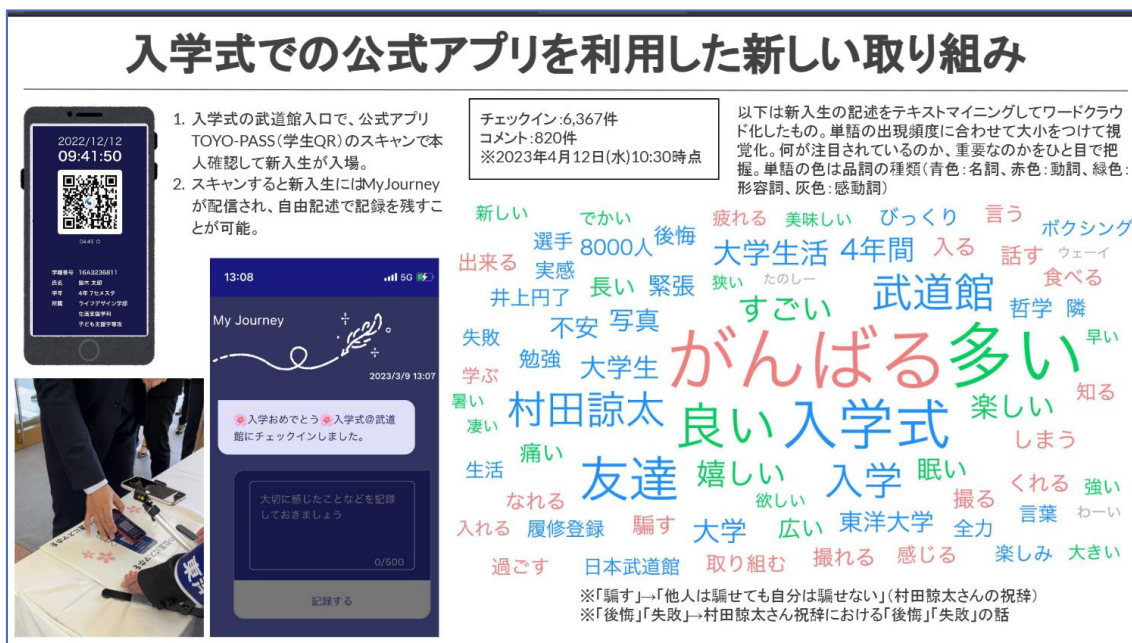 入学式での公式アプリを利用した新しい取り組み
2022/12/12
09:41:50
学籍番号 16A3236811
氏名 鈴木 太郎
学年 4年 7セメスタ
所属 ライフデザイン学部
生活支援学科
子ども支援学専攻
1. 入学式の武道館入口で、公式アプリ
TOYO-PASS(学生QR)のスキャンで本
人確認して新入生が入場。
2. スキャンすると新入生にはMyJourney
が配信され、自由記述で記録を残すこ
とが可能。
13:08
5G
My Journey
2023/3/9 13:07
🌸入学おめでとう🌸入学式@武道
館にチェックインしました。
大切に感じたことなどを記録
しておきましょう
0/500
記録する
チェックイン:6,367件
コメント:820件
※2023年4月12日(水)10:30時点
以下は新入生の記述をテキストマイニングしてワードクラウ
ド化したもの。単語の出現頻度に合わせて大小をつけて視
覚化。何が注目されているのか、重要なのかをひと目で把
握。単語の色は品詞の種類(青色:名詞、赤色:動詞、緑色:
形容詞、灰色:感動詞)
新しい でかい 疲れる 美味しい びっくり 言う ボクシング
選手 8000人 後悔 大学生活 4年間 入る 話す ウェーイ
出来る 実感 長い 緊張 狭い たのしー 武道館 食べる
井上円了 すごい 哲学 隣
失敗 不安 写真 がんばる 多い 早い
勉強 大学生
学ぶ 知る
暑い 村田諒太 良い 入学式 楽しい
凄い しまう
痛い
生活 友達 嬉しい 入学 眠い くれる 強い
なれる 欲しい 撮る
入れる 履修登録 騙す 大学 広い 東洋大学 全力 言葉 わーい
過ごす 日本武道館 取り組む 撮れる 感じる 楽しみ 大きい
※「騙す」→「他人は騙せても自分は騙せない」(村田諒太さんの祝辞)
※「後悔」「失敗」→村田諒太さん祝辞における「後悔」「失敗」の話